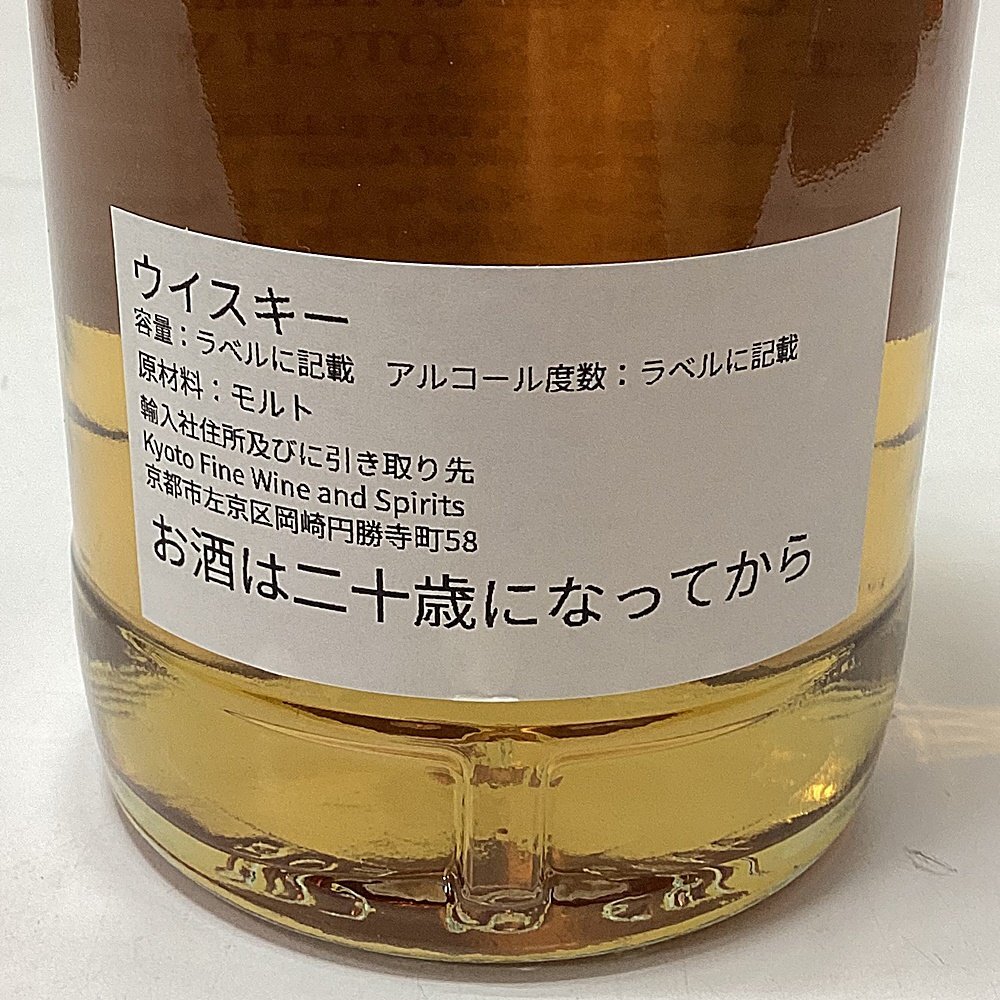 ウイスキー
容量：ラベルに記載　アルコール度数：ラベルに記載
原材料：モルト
輸入社住所及びに引き取り先
Kyoto Fine Wine and Spirits
京都市左京区岡崎円勝寺町58
お酒は二十歳になってから